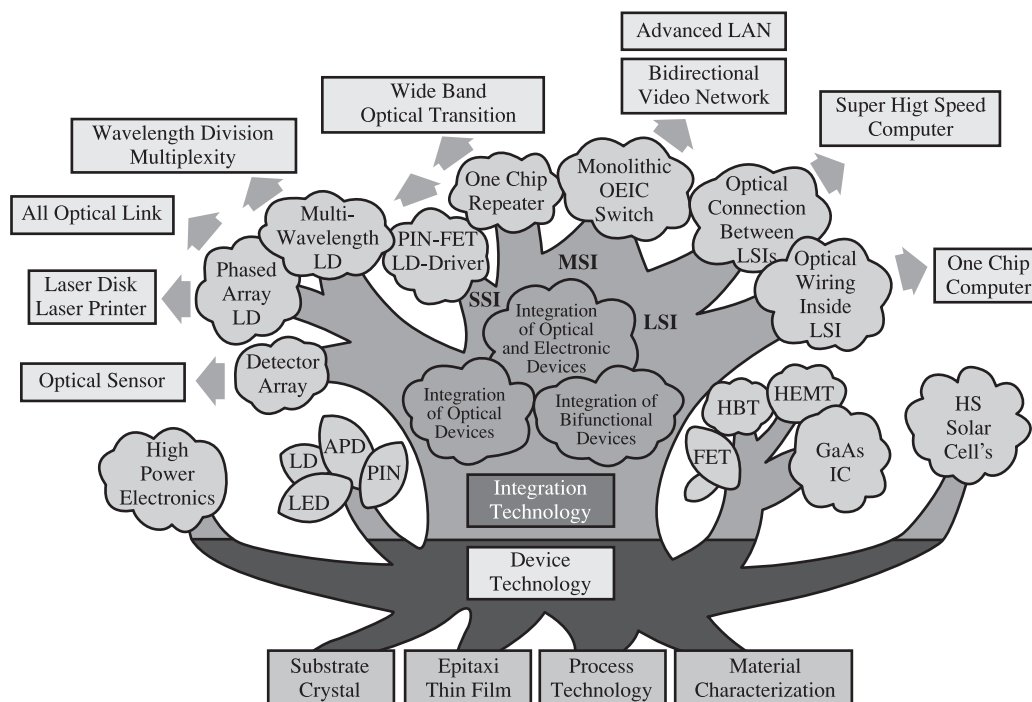 Advanced LAN
Bidirectional
Video Network
Wide Band
Optical Transition
Super Higt Speed
Computer
Wavelength Division
Multiplexity
All Optical Link
Laser Disk
Laser Printer
Optical Sensor
One Chip
Computer
One Chip
Repeater
Monolithic
OEIC
Switch
Optical
Connection
Between
LSIs
Multi-
Wavelength
LD
PIN-FET
LD-Driver
Phased
Array
LD
Optical
Wiring
Inside
LSI
Detector
Array
MSI
SSI
LSI
Integration
of Optical
and Electronic
Devices
Integration
of Optical
Devices
Integration of
Bifunctional
Devices
High
Power
Electronics
LD
APD
PIN
LED
HBT
HEMT
FET
GaAs
IC
HS
Solar
Cell's
Integration
Technology
Device
Technology
Substrate
Crystal
Epitaxi
Thin Film
Process
Technology
Material
Characterization